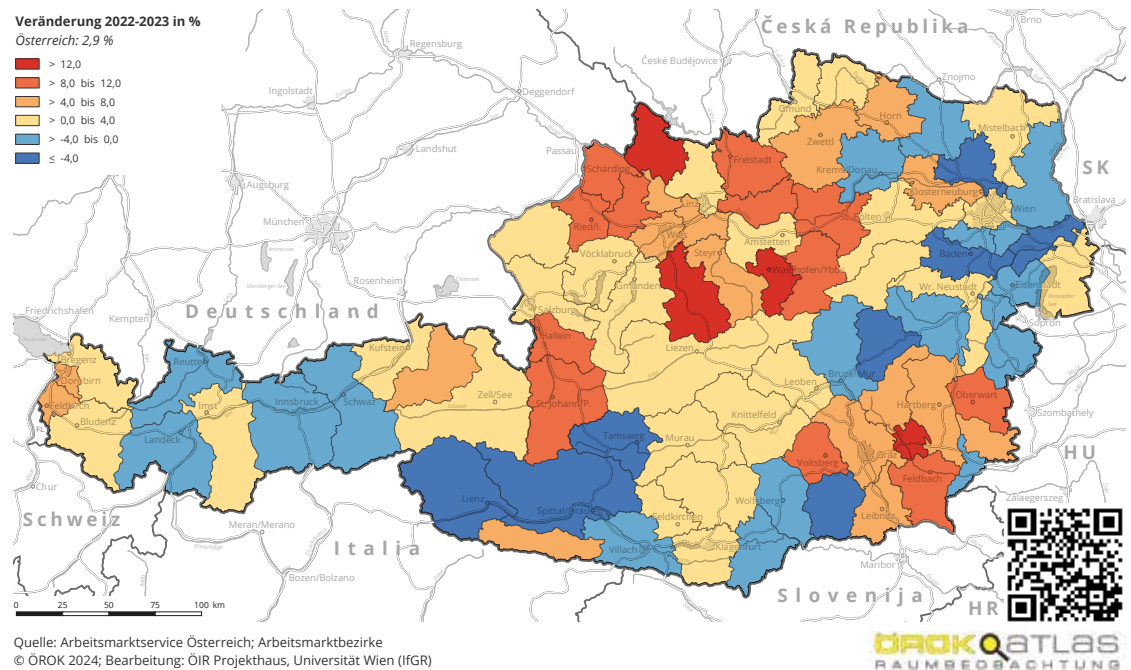 Veränderung 2022-2023 in %
Österreich: 2,9 %
> 12,0
> 8,0 bis 12,0
> 4,0 bis 8,0
> 0,0 bis 4,0
> -4,0 bis 0,0
≤ -4,0
Česká Republika
Brno
Regensburg
České Budějovice
Znojmo
Deggendorf
Ingolstadt
Gmünd
Horn
Mistelbach
Zwettl
Landshut
Passau
Freistadt
Schärding
Krems/Donau
SK
Augsburg
Klosterneuburg
Linz
Wien
Bratislava
München
Ried/I.
St. Pölten
Wels
Amstetten
Steyr
Vöcklabruck
Baden
Waidhofen/Ybbs
Rosenheim
Gmunden
Wr. Neustadt
Eisenstadt
Friedrichshafen
Kempten
Deutschland
Salzburg
Neusiedler
See
Sopron
Hallein
Kufstein
Liezen
Bregenz
Reutte
Dornbirn
Bruck/Mur
Leoben
Zell/See
Schwaz
Innsbruck
Imst
St. Johann/P.
Oberwart
Hartberg
Feldkirch
Knittelfeld
Szombathely
Bludenz
FL
Landeck
Tamsweg
Murau
HU
Graz
Voitsberg
Feldbach
Chur
Zalaegerszeg
Wolfsberg
Lienz
Spittal/Drau
Leibnitz
Feldkirchen
Schweiz
Meran/Merano
Italia
Villach
Klagenfurt
Maribor
Bozen/Bolzano
Slovenija
HR
0 25 50 75 100 km
Quelle: Arbeitsmarktservice Österreich; Arbeitsmarktbezirke
© ÖROK 2024; Bearbeitung: ÖIR Projekthaus, Universität Wien (IfGR)
ÖROK ATLAS
RAUMBEOBACHTUNG